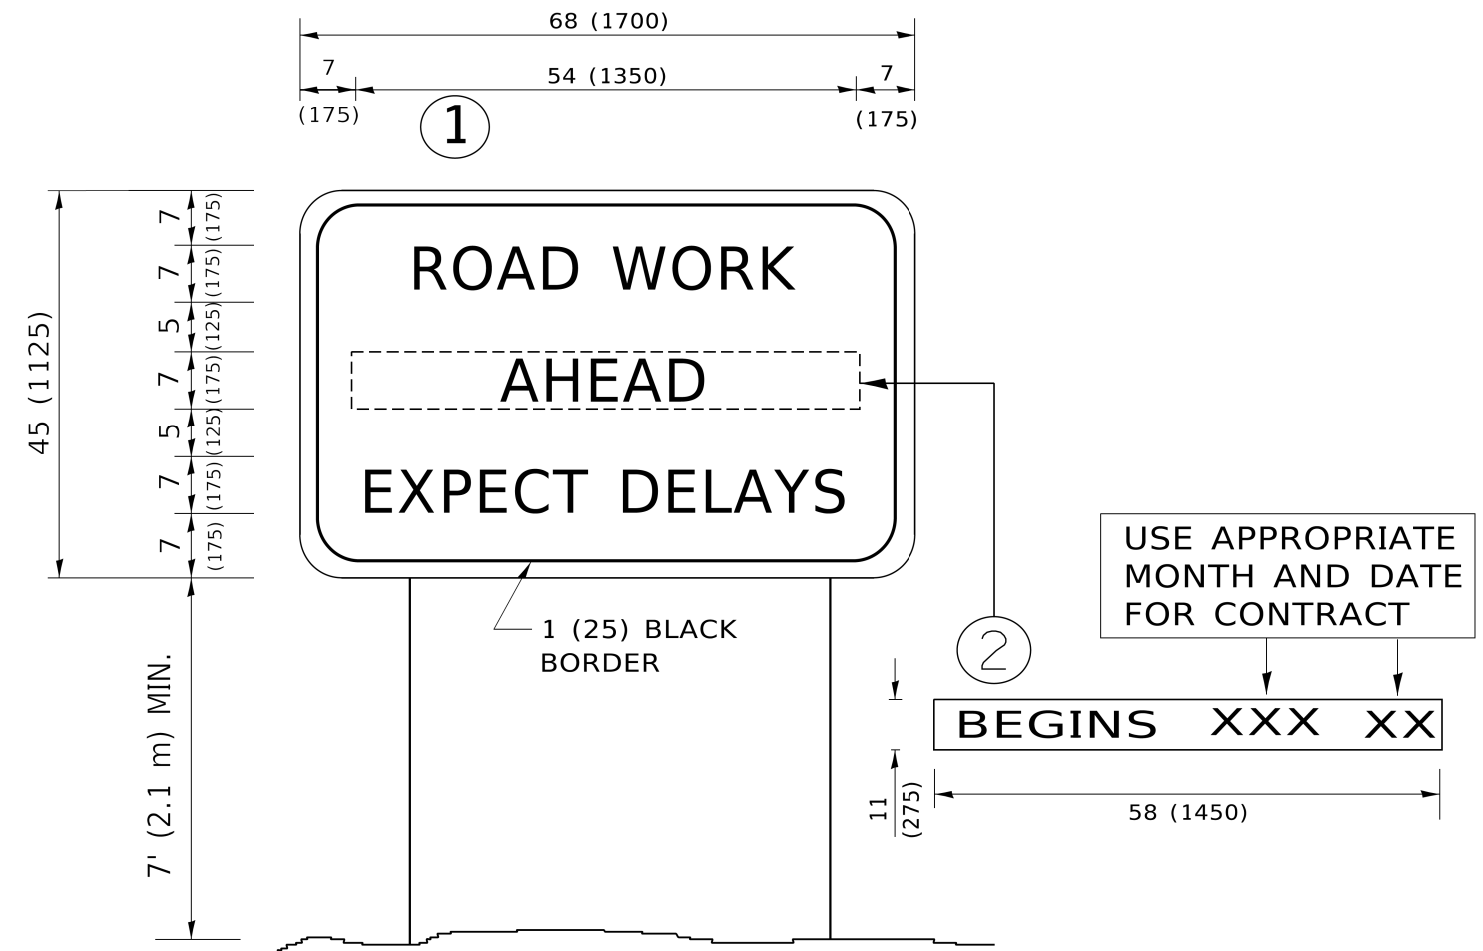 68 (1700)
7
54 (1350)
7
(175)
(175)
1
7
(175)
7
(175)
5
(125)
7
(175)
5
(125)
7
(175)
7
(175)
45 (1125)
ROAD WORK
AHEAD
EXPECT DELAYS
1 (25) BLACK
BORDER
7' (2.1 m) MIN.
USE APPROPRIATE
MONTH AND DATE
FOR CONTRACT
2
BEGINS XXX XX
11
(275)
58 (1450)